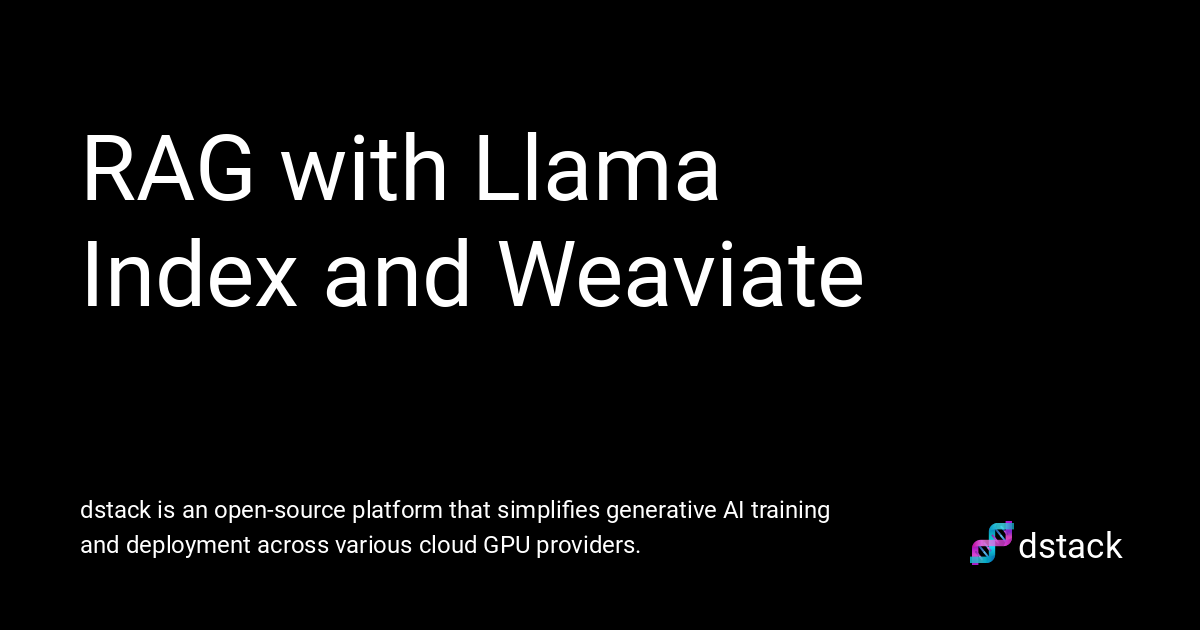 RAG with Llama
Index and Weaviate
dstack is an open-source platform that simplifies generative AI training
and deployment across various cloud GPU providers.
dstack